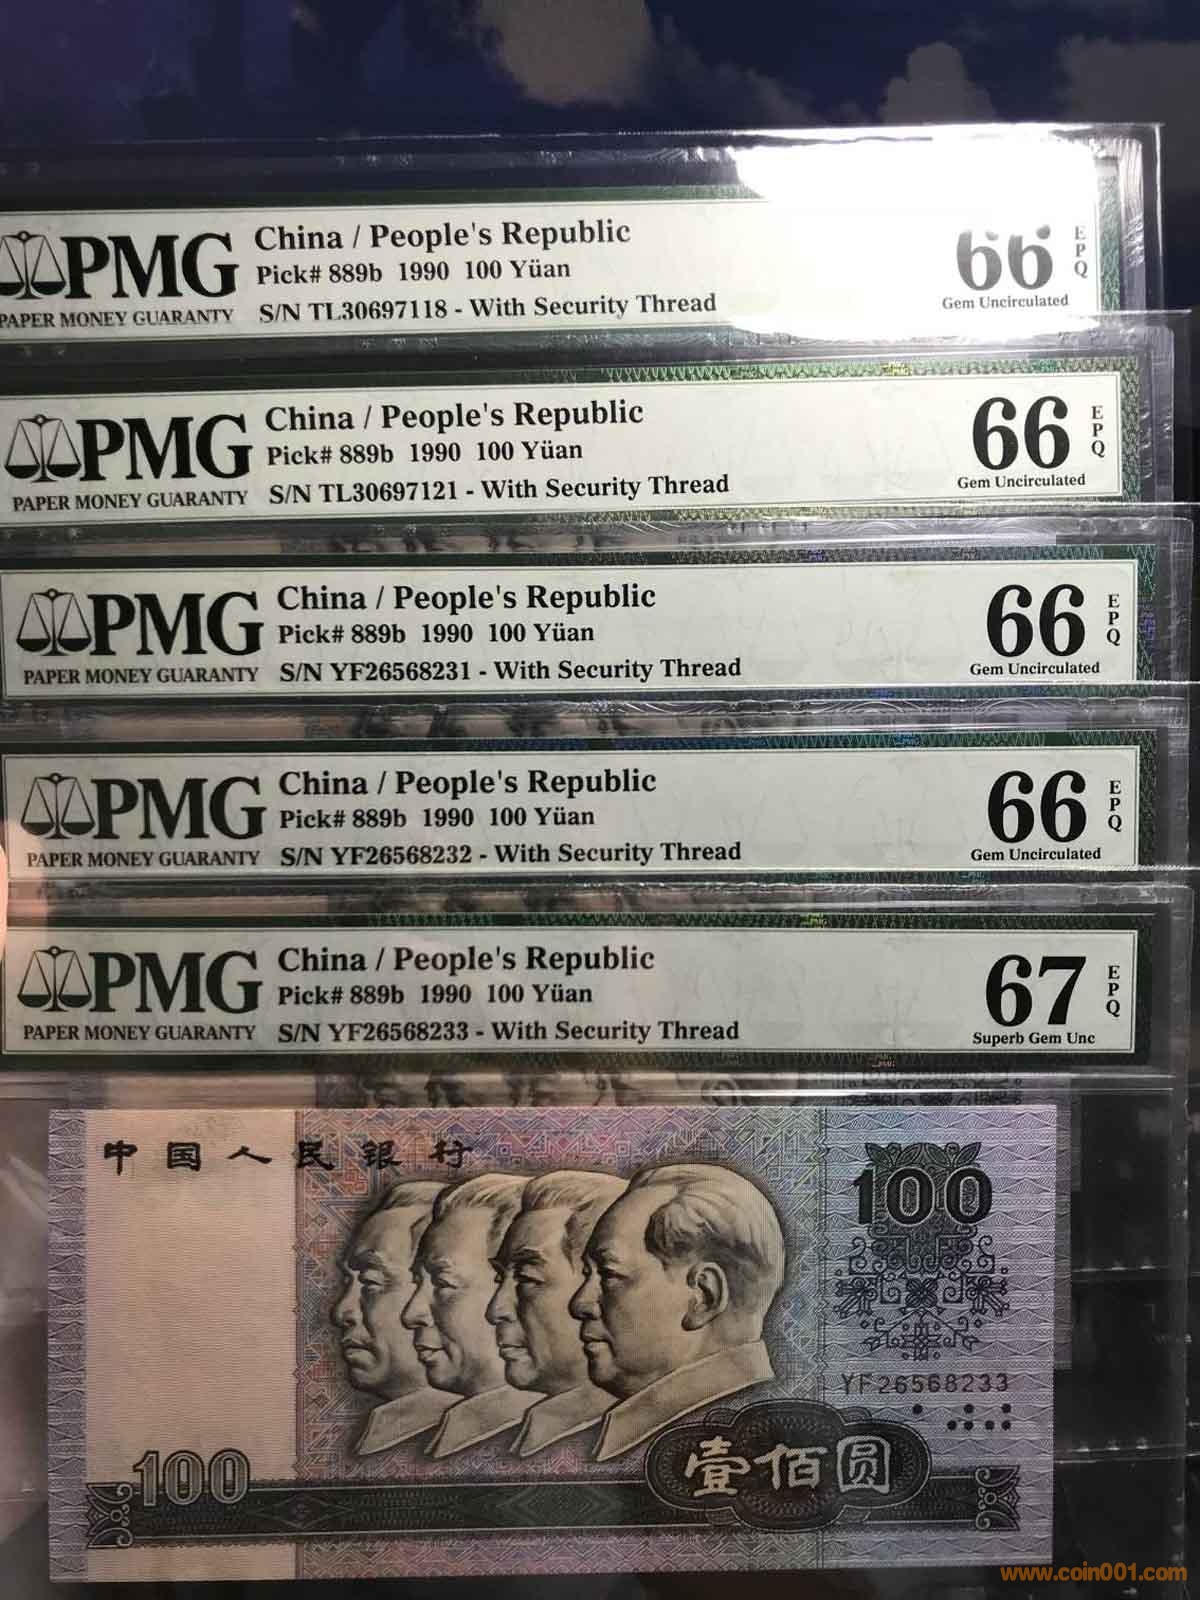 PMG
PAPER MONEY GUARANTY
China / People's Republic
Pick# 889b 1990 100 Yüan
S/N TL30697118 - With Security Thread
66 EPQ
Gem Uncirculated
PMG
PAPER MONEY GUARANTY
China / People's Republic
Pick# 889b 1990 100 Yüan
S/N TL30697121 - With Security Thread
66 EPQ
Gem Uncirculated
PMG
PAPER MONEY GUARANTY
China / People's Republic
Pick# 889b 1990 100 Yüan
S/N YF26568231 - With Security Thread
66 EPQ
Gem Uncirculated
PMG
PAPER MONEY GUARANTY
China / People's Republic
Pick# 889b 1990 100 Yüan
S/N YF26568232 - With Security Thread
66 EPQ
Gem Uncirculated
PMG
PAPER MONEY GUARANTY
China / People's Republic
Pick# 889b 1990 100 Yüan
S/N YF26568233 - With Security Thread
67 EPQ
Superb Gem Unc
中国人民银行
100
YF26568233
100
壹佰圆
www.coin001.com